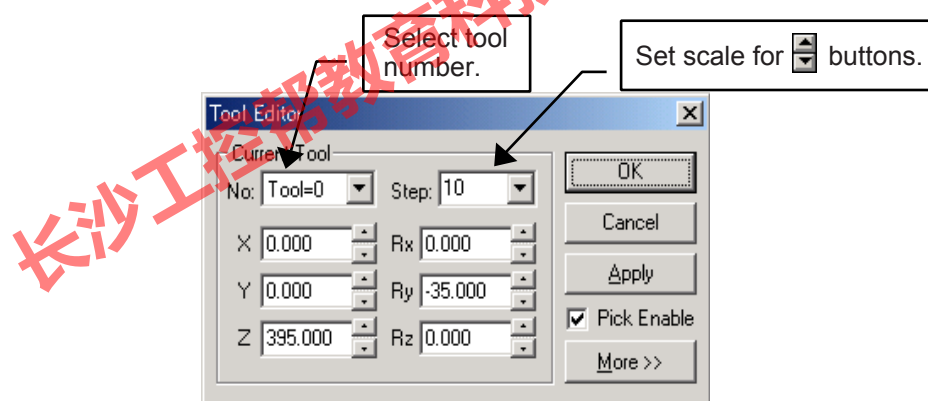 Select tool
number.
Set scale for buttons.
Tool Editor
Current Tool
No: Tool=0 Step: 10 OK
Cancel
X 0.000 Rx 0.000
Apply
Y 0.000 Ry -35.000
Pick Enable
Z 395.000 Rz 0.000
More >>
长沙工控帮教育科技